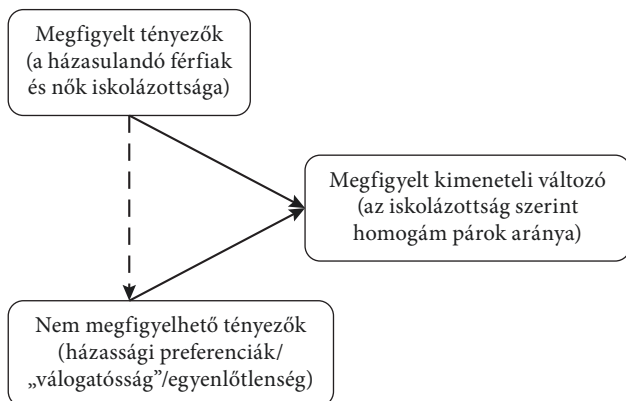 Megfigyelt tényezők
(a házasulandó férfiak
és nők iskolázottsága)
Megfigyelt kimeneteli változó
(az iskolázottság szerint
homogám párok aránya)
Nem megfigyelhető tényezők
(házassági preferenciák/
„válogatósság”/egyenlőtlenség)